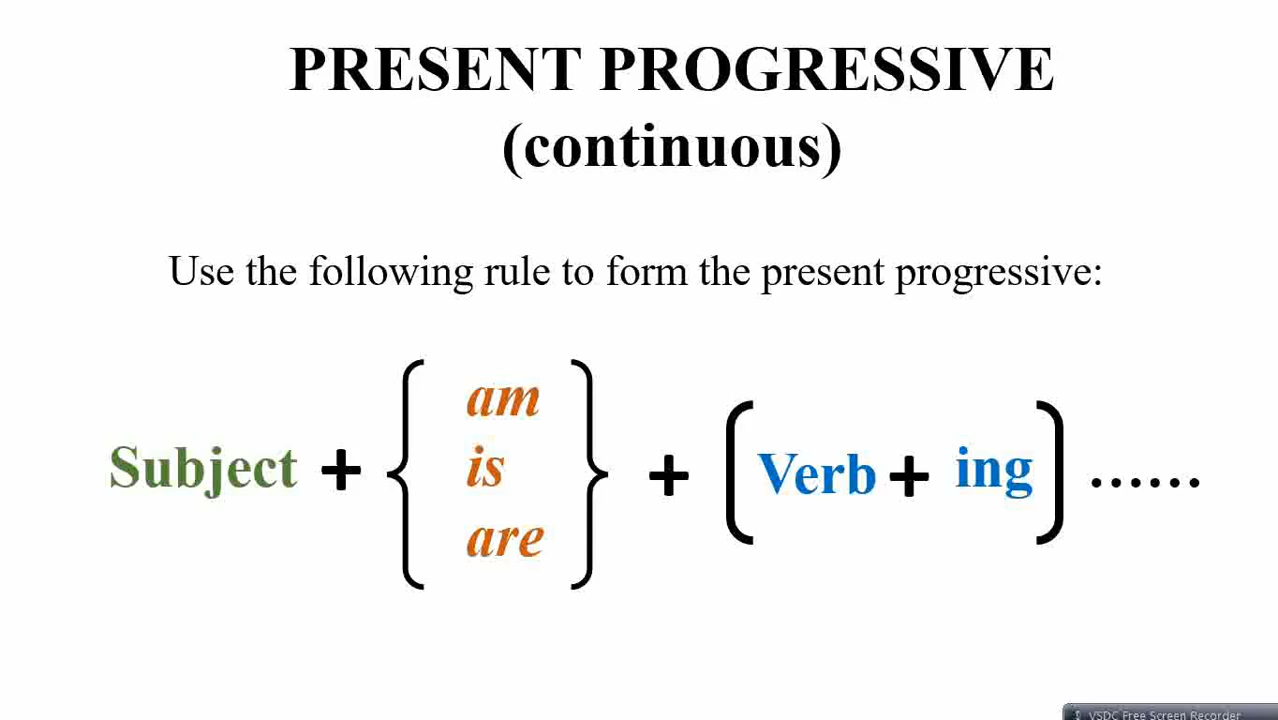 PRESENT PROGRESSIVE
(continuous)
Use the following rule to form the present progressive:
am
Subject + { is } + [Verb + ing] ......
are
VSDC Free Screen Recorder